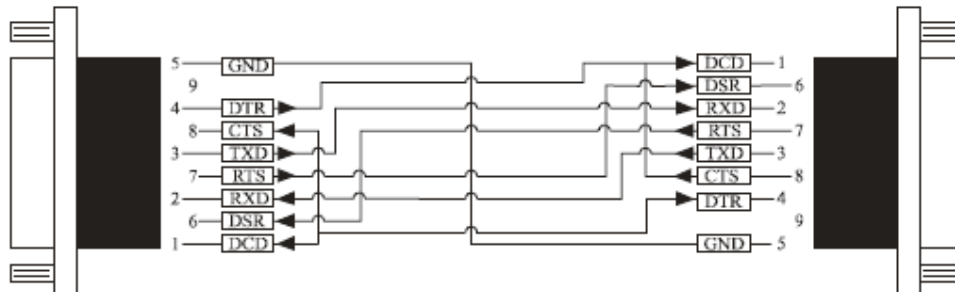 5 GND
9
4 DTR
8 CTS
3 TXD
7 RTS
2 RXD
6 DSR
1 DCD
DCD 1
DSR 6
RXD 2
RTS 7
TXD 3
CTS 8
DTR 4
9
GND 5